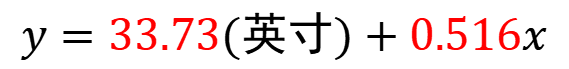 y = 33.73(英寸) + 0.516x